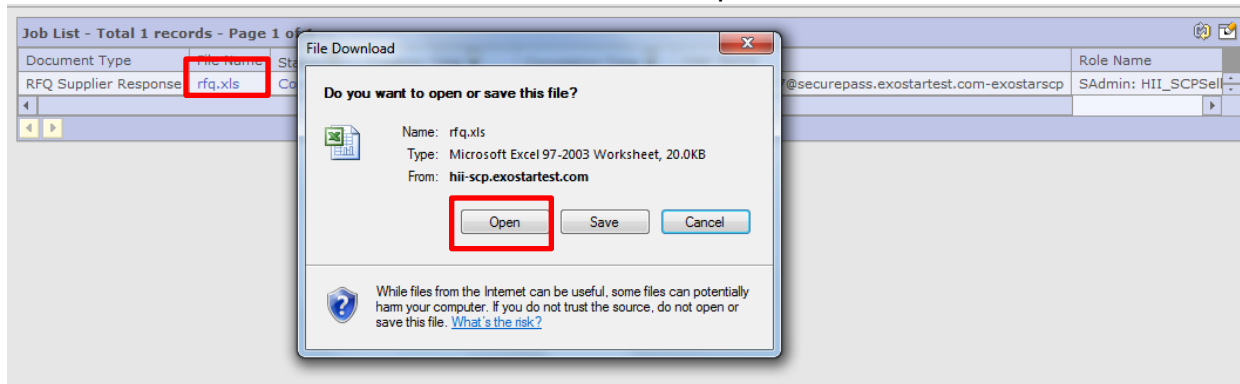 Job List - Total 1 records - Page 1 of
File Download
Document Type File Name Role Name
RFQ Supplier Response rfq.xls @securepass.exostartest.com-exostarscp SAdmin: HII_SCPSell
Do you want to open or save this file?
Name: rfq.xls
Type: Microsoft Excel 97-2003 Worksheet, 20.0KB
From: hii-scp.exostartest.com
Open Save Cancel
While files from the Internet can be useful, some files can potentially
harm your computer. If you do not trust the source, do not open or
save this file. What's the risk?